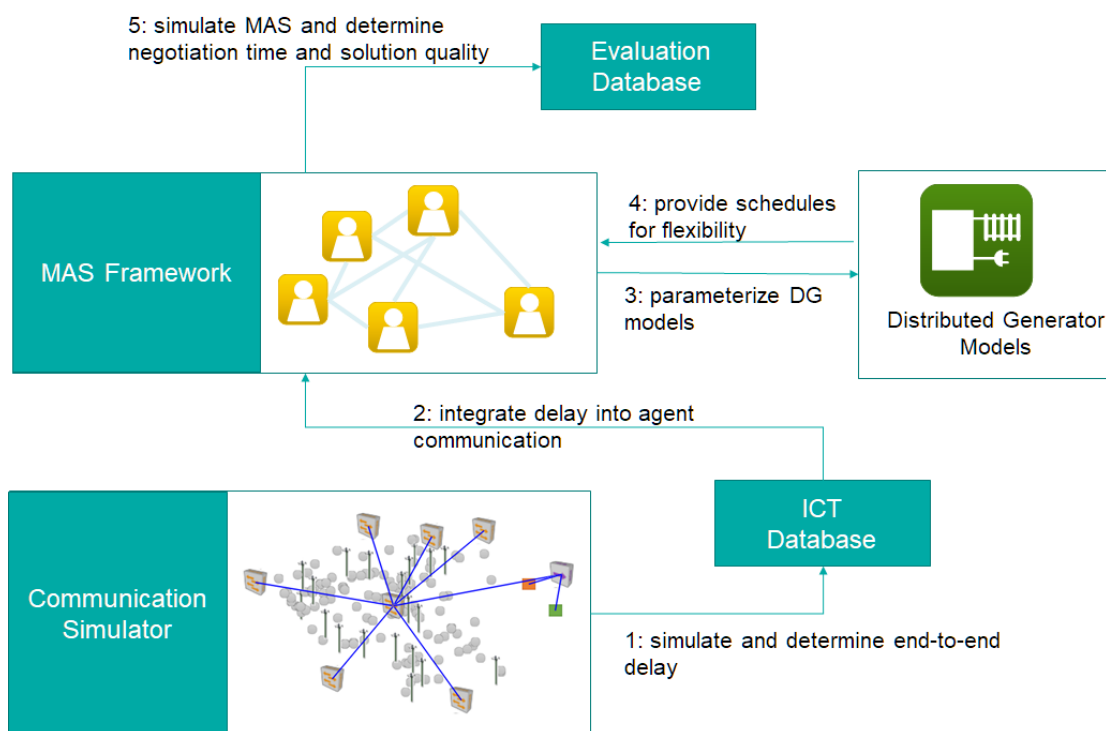 5: simulate MAS and determine
negotiation time and solution quality
Evaluation
Database
MAS Framework
4: provide schedules
for flexibility
3: parameterize DG
models
Distributed Generator
Models
2: integrate delay into agent
communication
ICT
Database
Communication
Simulator
1: simulate and determine end-to-end
delay